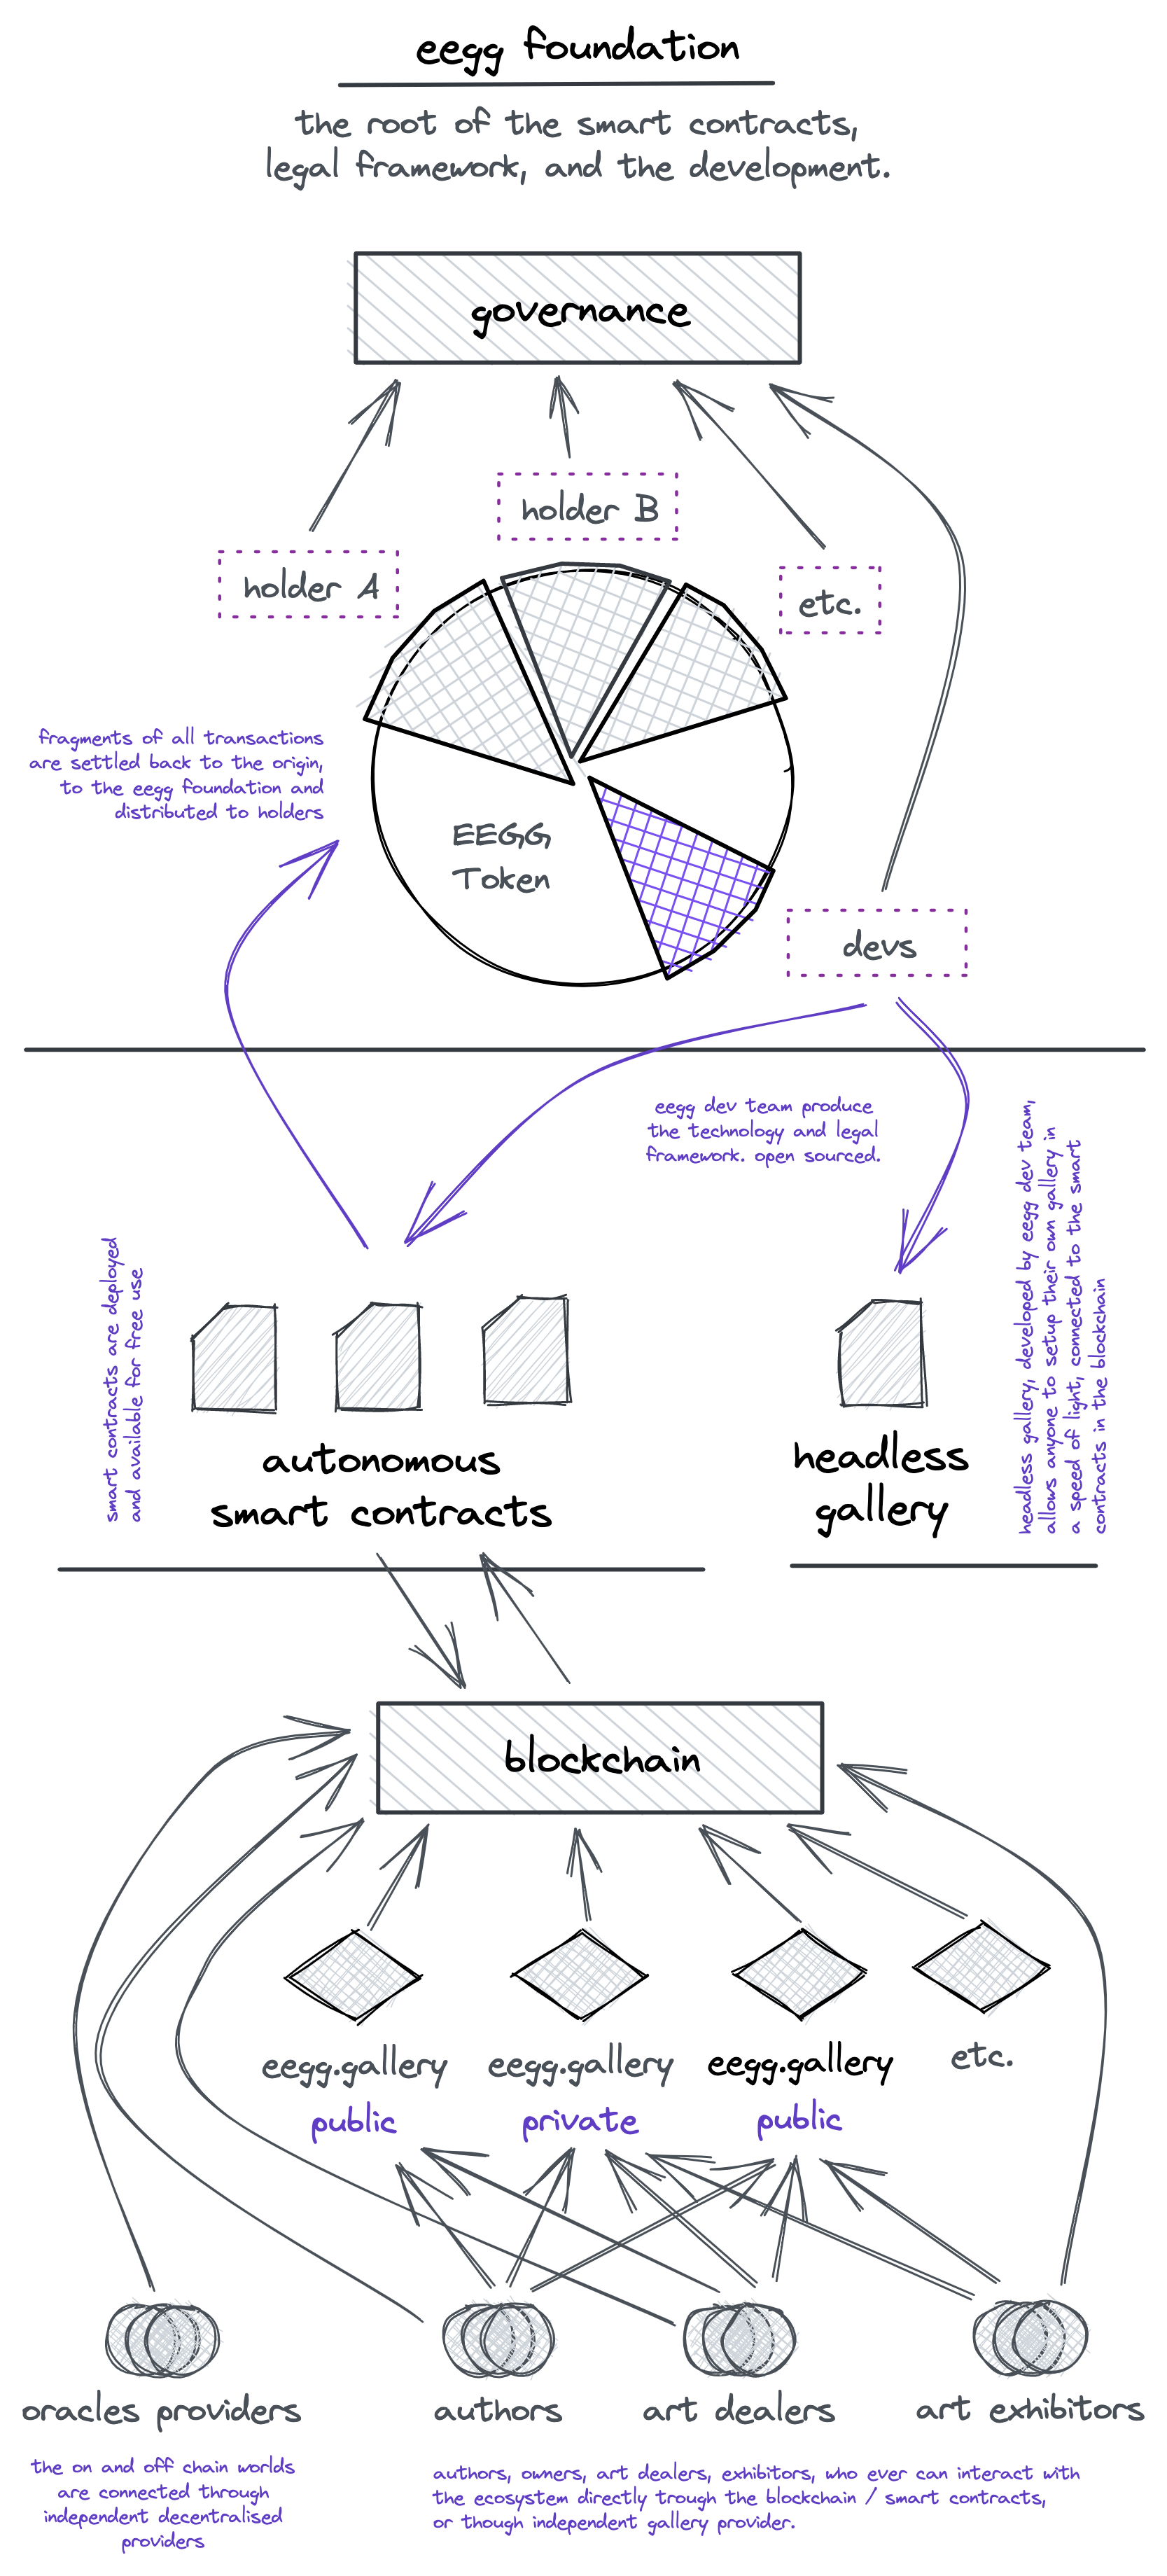 eegg foundation
the root of the smart contracts,
legal framework, and the development.
governance
holder B
holder A
etc.
fragments of all transactions
are settled back to the origin,
to the eegg foundation and
distributed to holders
EEGG
Token
devs
eegg dev team produce
the technology and legal
framework. open sourced.
smart contracts are deployed
and available for free use
headless gallery, developed by eegg dev team,
allows anyone to setup their own gallery in
a speed of light, connected to the smart
contracts in the blockchain
autonomous
smart contracts
headless
gallery
blockchain
eegg.gallery
public
eegg.gallery
private
eegg.gallery
public
etc.
oracles providers
authors
art dealers
art exhibitors
the on and off chain worlds
are connected through
independent decentralised
providers
authors, owners, art dealers, exhibitors, who ever can interact with
the ecosystem directly trough the blockchain / smart contracts,
or though independent gallery provider.